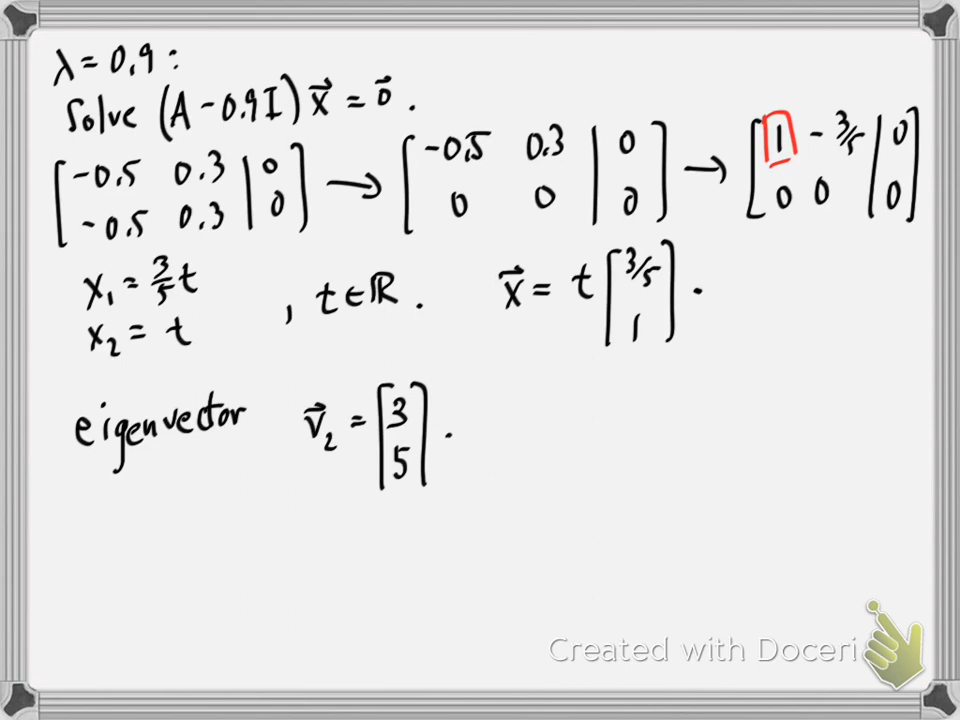 λ = 0.9 :
Solve (A - 0.9I) x⃗ = 0⃗ .
[ -0.5 0.3 | 0 ; -0.5 0.3 | 0 ] → [ -0.5 0.3 | 0 ; 0 0 | 0 ] → [ 1 -3/5 | 0 ; 0 0 | 0 ]
x₁ = 3/5 t
x₂ = t , t ∈ ℝ . x⃗ = t [ 3/5 ; 1 ] .
eigenvector v⃗₂ = [ 3 ; 5 ] .
Created with Doceri